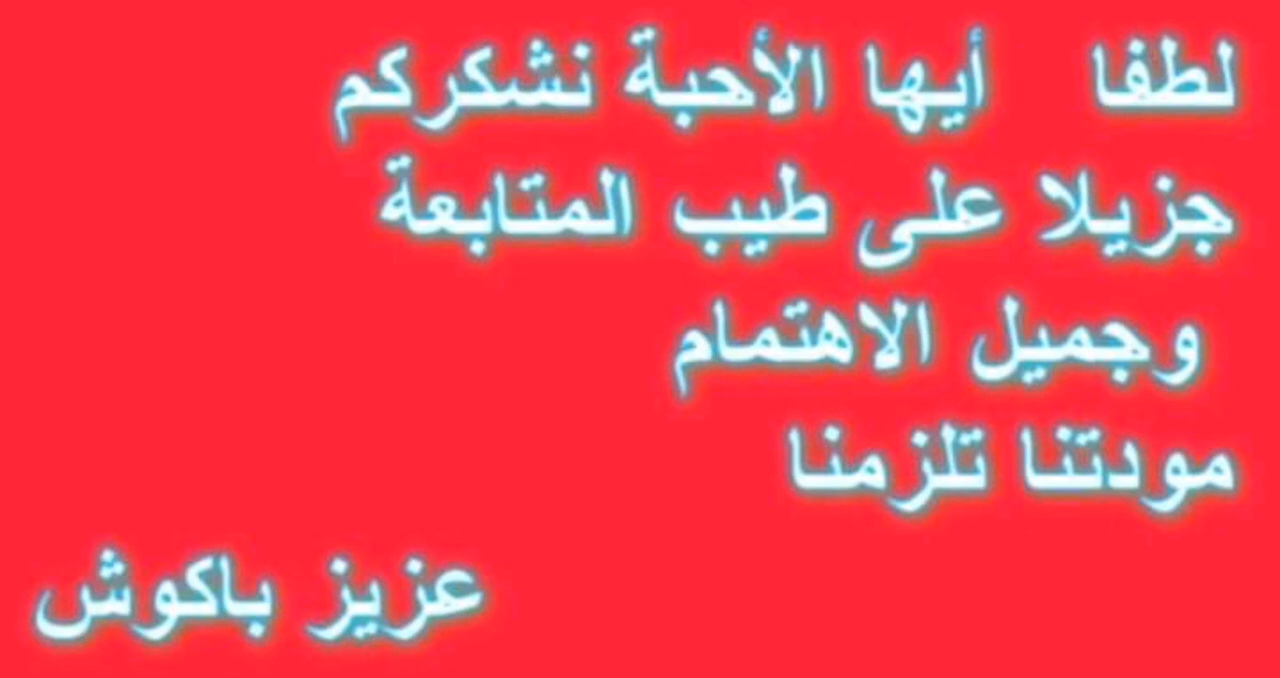 لطفا أيها الأحبة نشكركم
جزيلا على طيب المتابعة
وجميل الاهتمام
مودتنا تلزمنا
عزيز باكوش